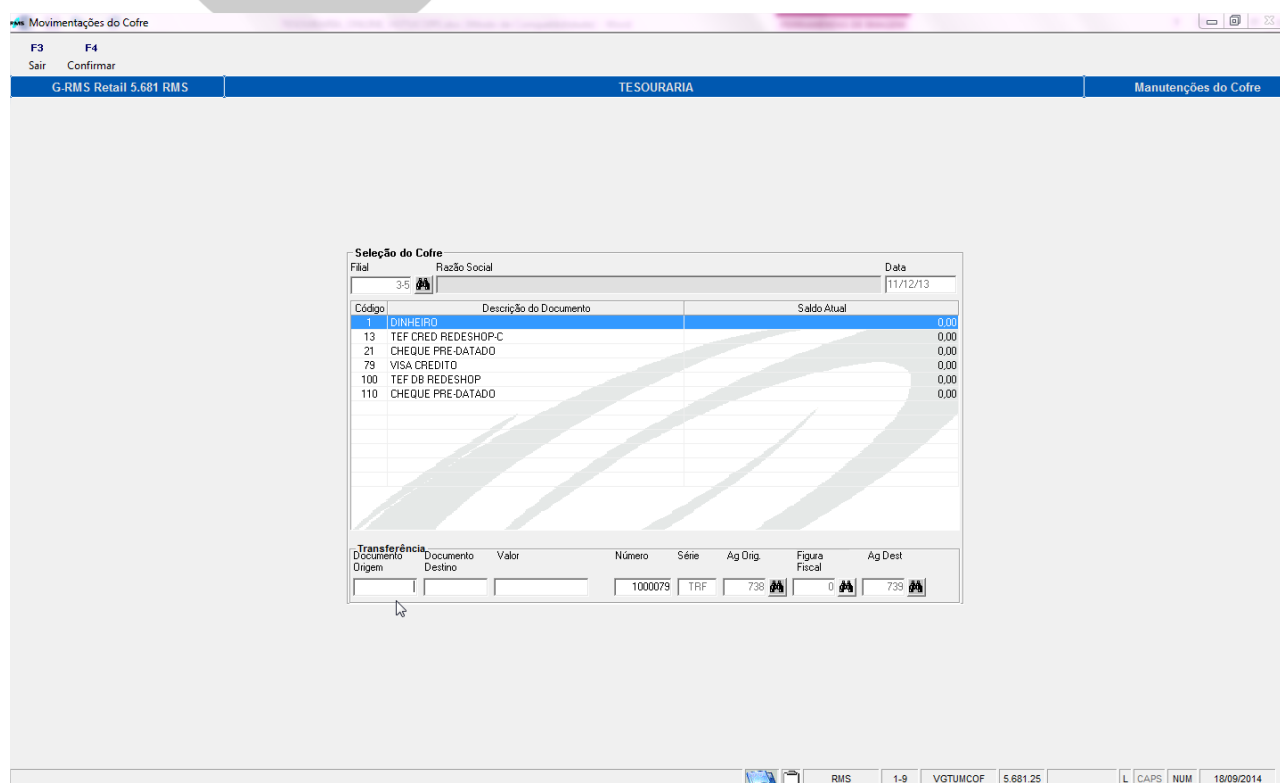 Movimentações do Cofre
F3 F4
Sair Confirmar
G-RMS Retail 5.681 RMS TESOURARIA Manutenções do Cofre
Seleção do Cofre
Filial Razão Social Data
3-5 11/12/13
Código Descrição do Documento Saldo Atual
1 DINHEIRO 0,00
13 TEF CRED REDESHOP-C 0,00
21 CHEQUE PRE-DATADO 0,00
79 VISA CREDITO 0,00
100 TEF DB REDESHOP 0,00
110 CHEQUE PRE-DATADO 0,00
Transferência
Documento Documento Valor Número Série Ag Orig. Figura Ag Dest
Origem Destino Fiscal
1000079 TRF 738 0 739
RMS 1-9 VGTUMCOF 5.681.25 L CAPS NUM 18/09/2014